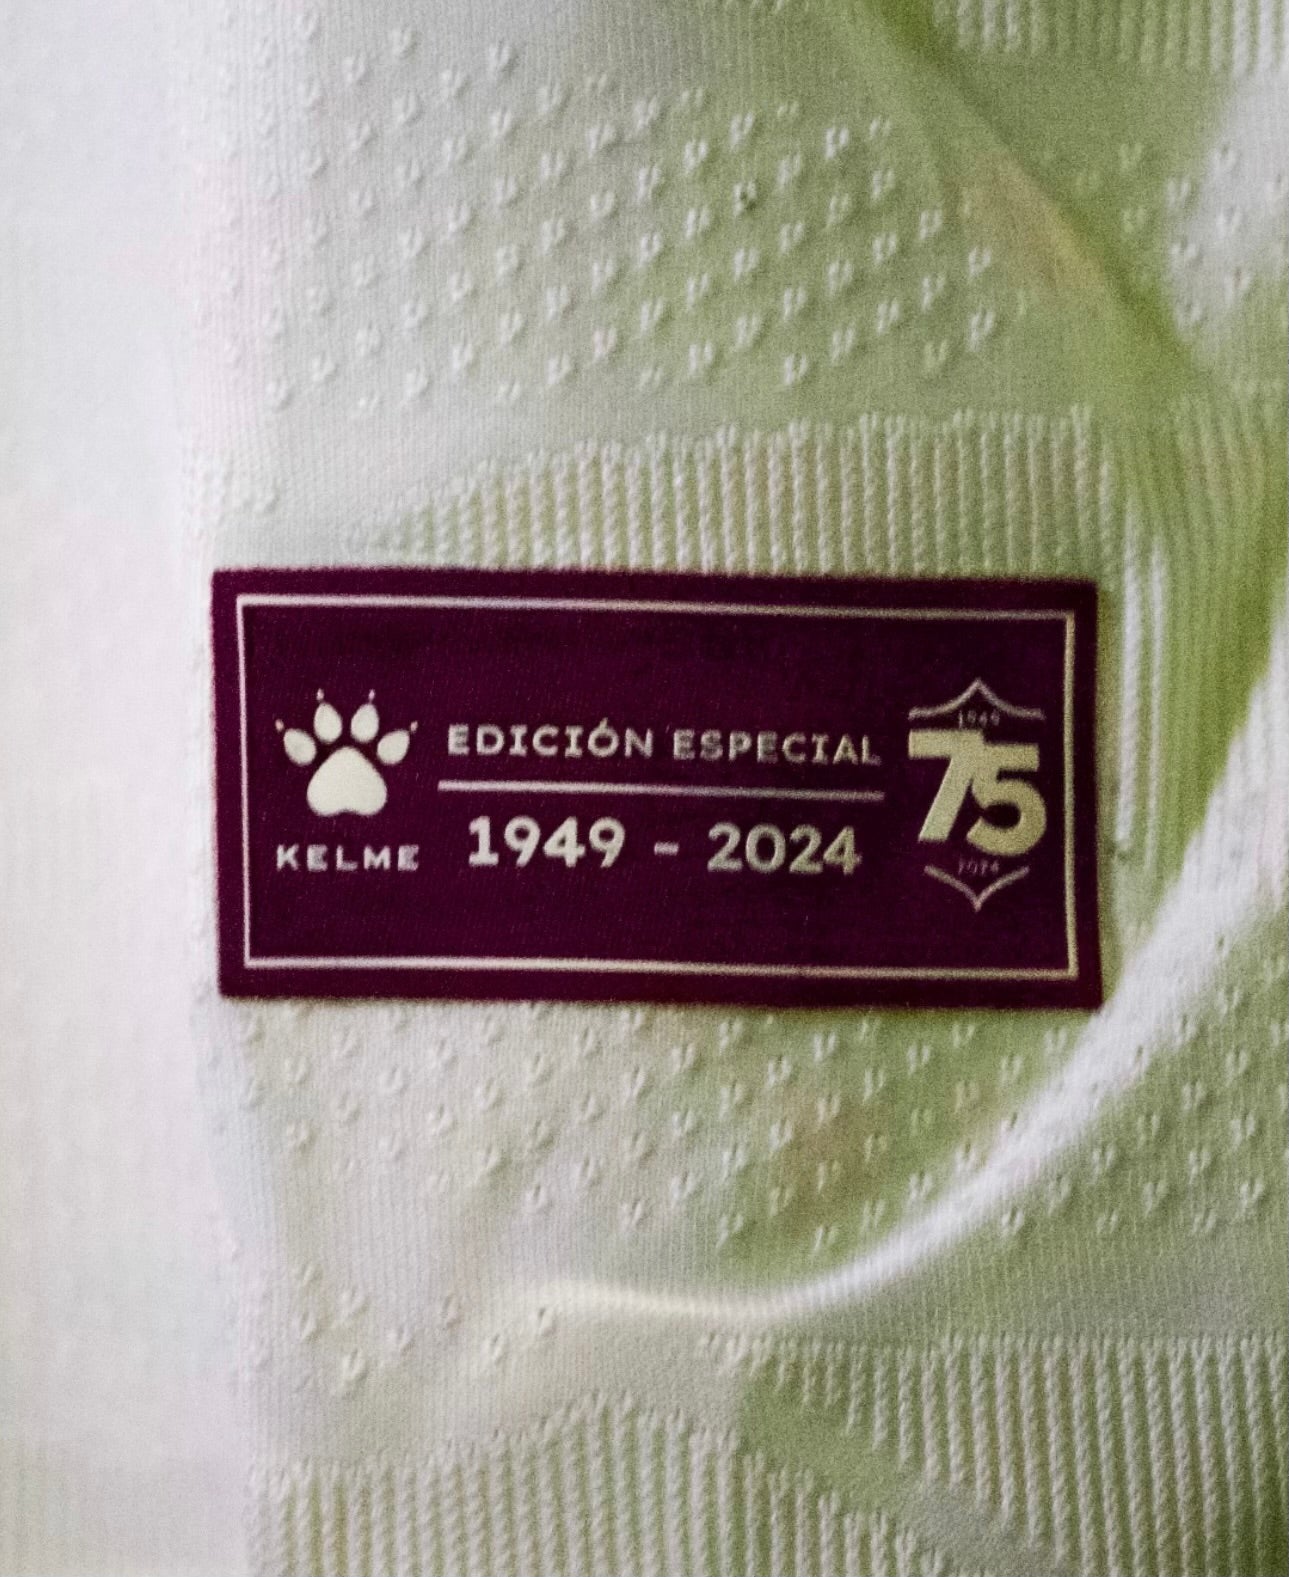 EDICIÓN ESPECIAL
1949 - 2024
KELME
1949
75
2024